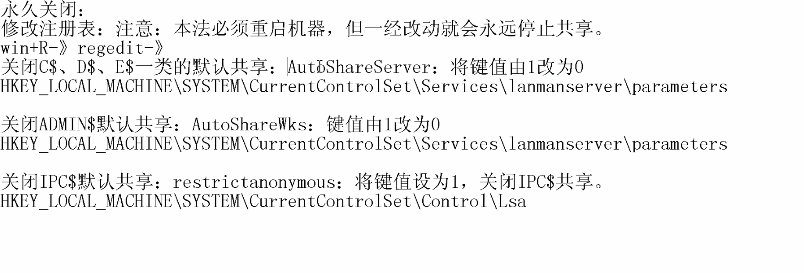 永久关闭:
修改注册表: 注意: 本法必须重启机器, 但一经改动就会永远停止共享。
win+R-》regedit-》
关闭C$、D$、E$一类的默认共享: AutoShareServer: 将键值由1改为0
HKEY_LOCAL_MACHINE\SYSTEM\CurrentControlSet\Services\lanmanserver\parameters
关闭ADMIN$默认共享: AutoShareWks: 键值由1改为0
HKEY_LOCAL_MACHINE\SYSTEM\CurrentControlSet\Services\lanmanserver\parameters
关闭IPC$默认共享: restrictanonymous: 将键值设为1, 关闭IPC$共享。
HKEY_LOCAL_MACHINE\SYSTEM\CurrentControlSet\Control\Lsa